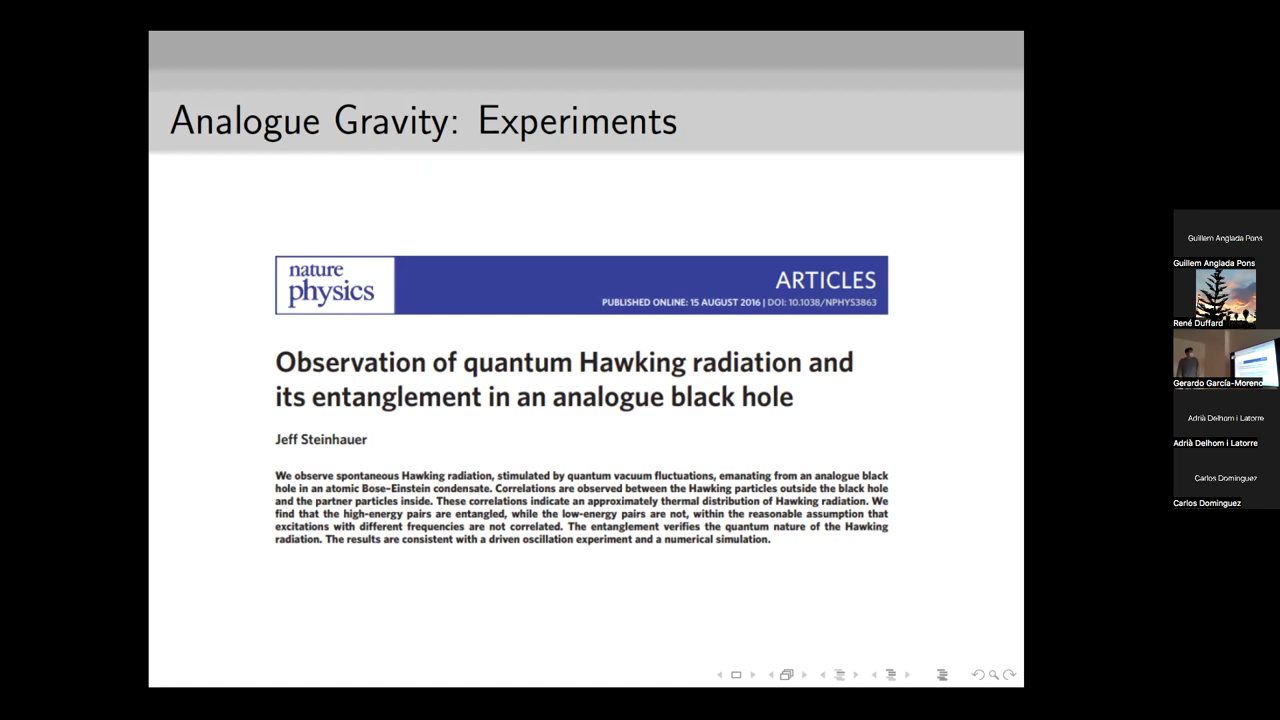 Analogue Gravity: Experiments
nature
physics
ARTICLES
PUBLISHED ONLINE: 15 AUGUST 2016 | DOI: 10.1038/NPHYS3863
Observation of quantum Hawking radiation and
its entanglement in an analogue black hole
Jeff Steinhauer
We observe spontaneous Hawking radiation, stimulated by quantum vacuum fluctuations, emanating from an analogue black
hole in an atomic Bose–Einstein condensate. Correlations are observed between the Hawking particles outside the black hole
and the partner particles inside. These correlations indicate an approximately thermal distribution of Hawking radiation. We
find that the high-energy pairs are entangled, while the low-energy pairs are not, within the reasonable assumption that
excitations with different frequencies are not correlated. The entanglement verifies the quantum nature of the Hawking
radiation. The results are consistent with a driven oscillation experiment and a numerical simulation.
Guillem Anglada Pons
Guillem Anglada Pons
René Duffard
Gerardo García-Moreno
Adrià Delhom i Latorre
Adrià Delhom i Latorre
Carlos Dominguez
Carlos Dominguez